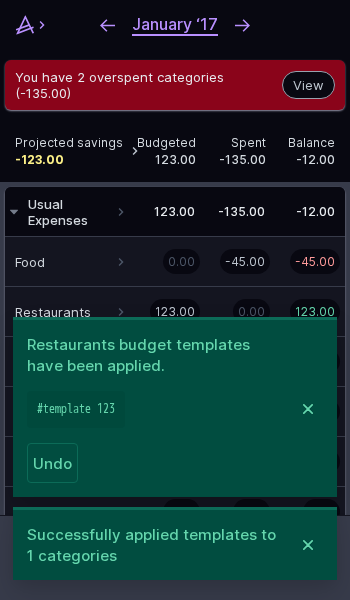 January ‘17
You have 2 overspent categories
(-135.00)
View
Projected savings
-123.00
Budgeted
123.00
Spent
-135.00
Balance
-12.00
Usual
Expenses
123.00
-135.00
-12.00
Food
0.00
-45.00
-45.00
Restaurants
123.00
0.00
123.00
Restaurants budget templates
have been applied.
#template 123
Undo
Successfully applied templates to
1 categories